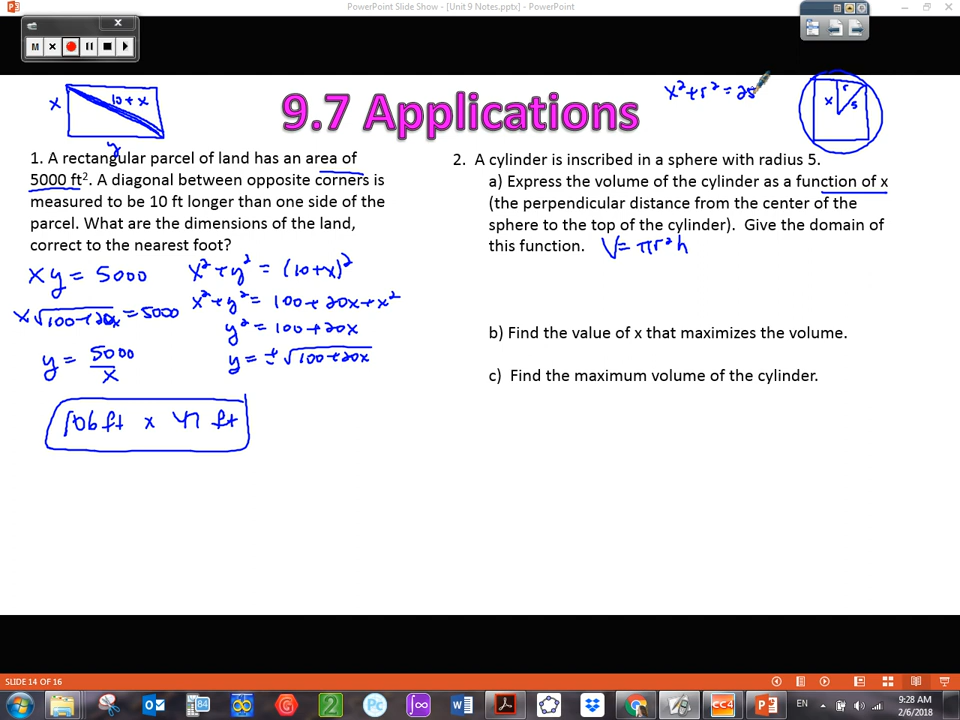 PowerPoint Slide Show - [Unit 9 Notes.pptx] - PowerPoint
M
x 10 + x
y
9.7 Applications
x² + r² = 25
x r 5
1. A rectangular parcel of land has an area of
5000 ft². A diagonal between opposite corners is
measured to be 10 ft longer than one side of the
parcel. What are the dimensions of the land,
correct to the nearest foot?
xy = 5000
x√100+20x = 5000
y = 5000/x
x² + y² = (10+x)²
x² + y² = 100 + 20x + x²
y² = 100 + 20x
y = ±√100+20x
106 ft x 47 ft
2. A cylinder is inscribed in a sphere with radius 5.
a) Express the volume of the cylinder as a function of x
(the perpendicular distance from the center of the
sphere to the top of the cylinder). Give the domain of
this function. V = πr²h
b) Find the value of x that maximizes the volume.
c) Find the maximum volume of the cylinder.
SLIDE 14 OF 16
EN 9:28 AM
2/6/2018